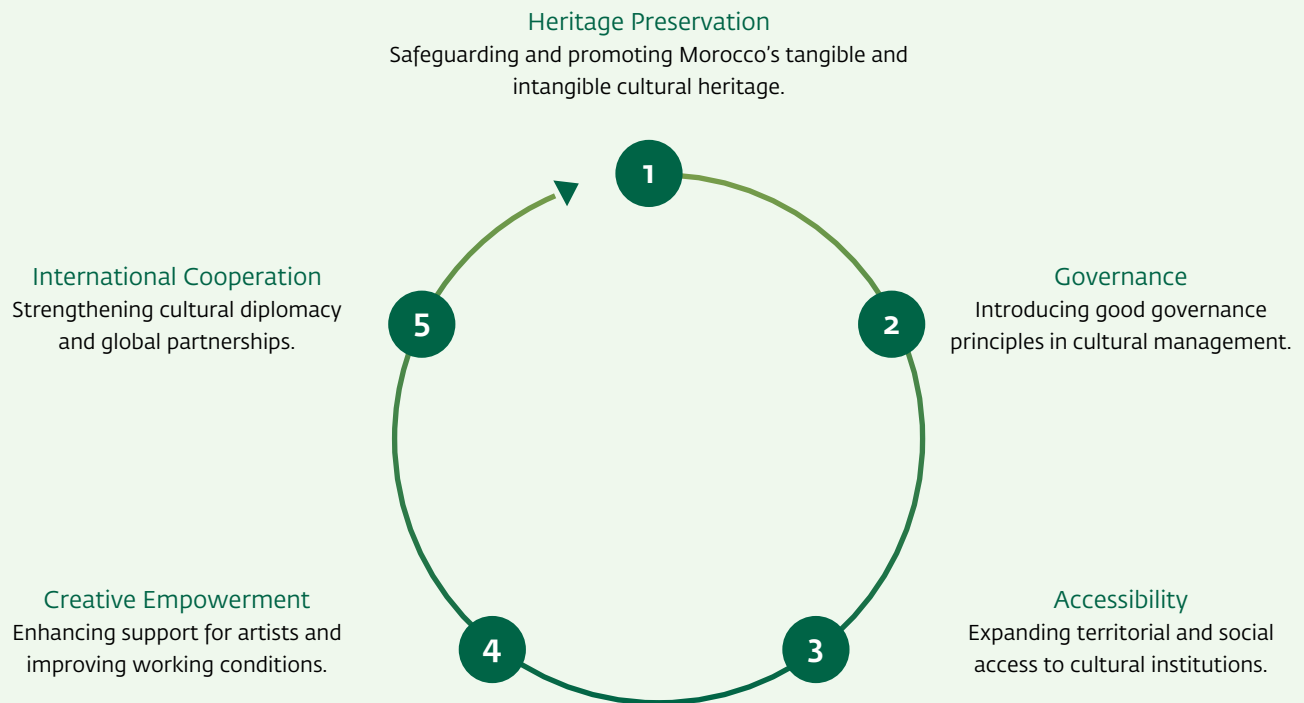 Heritage Preservation
Safeguarding and promoting Morocco’s tangible and
intangible cultural heritage.
1
Governance
Introducing good governance
principles in cultural management.
2
Accessibility
Expanding territorial and social
access to cultural institutions.
3
Creative Empowerment
Enhancing support for artists and
improving working conditions.
4
International Cooperation
Strengthening cultural diplomacy
and global partnerships.
5